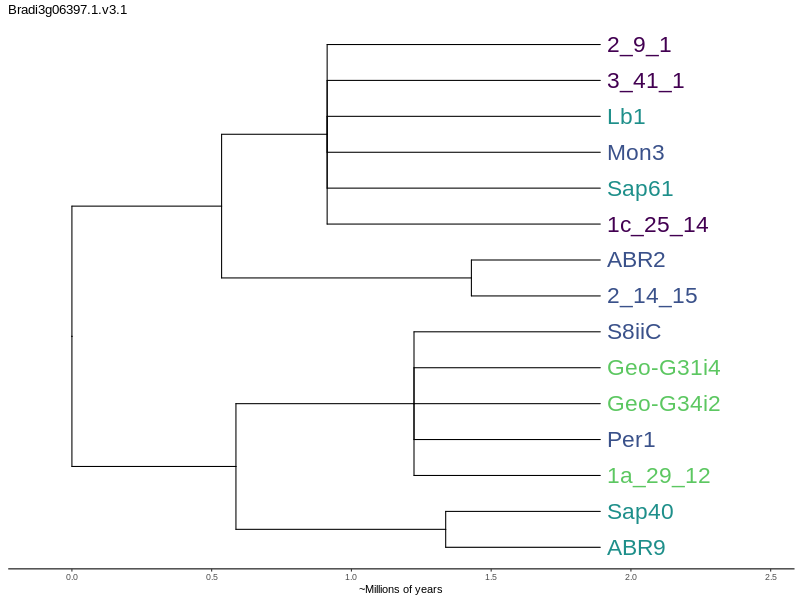 Bradi3g06397.1.v3.1
2_9_1
3_41_1
Lb1
Mon3
Sap61
1c_25_14
ABR2
2_14_15
S8iiC
Geo-G31i4
Geo-G34i2
Per1
1a_29_12
Sap40
ABR9
0.0 0.5 1.0 1.5 2.0 2.5
~Millions of years